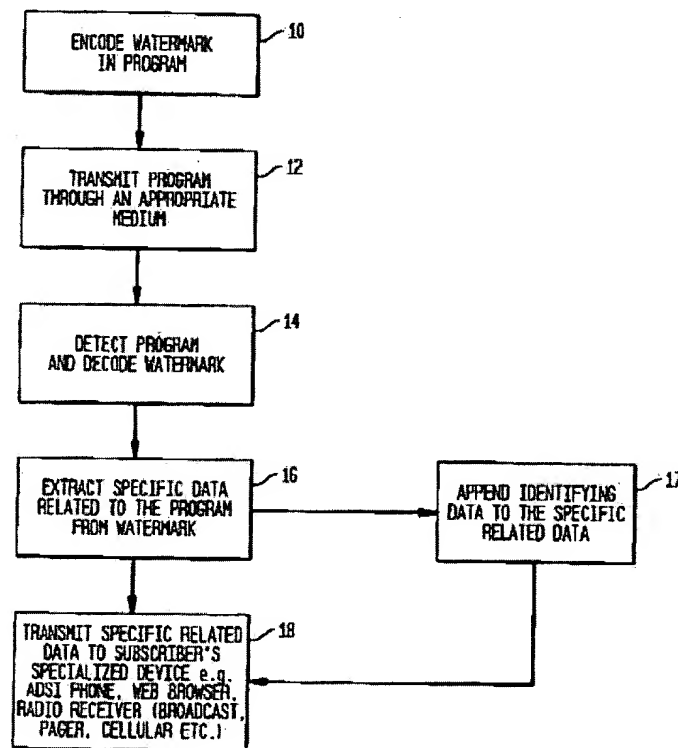 ENCODE WATERMARK
IN PROGRAM
10
TRANSMIT PROGRAM
THROUGH AN APPROPRIATE
MEDIUM
12
DETECT PROGRAM
AND DECODE WATERMARK
14
EXTRACT SPECIFIC DATA
RELATED TO THE PROGRAM
FROM WATERMARK
16
APPEND IDENTIFYING
DATA TO THE SPECIFIC
RELATED DATA
17
TRANSMIT SPECIFIC RELATED
DATA TO SUBSCRIBER'S
SPECIALIZED DEVICE e.g.
ADSI PHONE, WEB BROWSER,
RADIO RECEIVER (BROADCAST,
PAGER, CELLULAR ETC.)
18